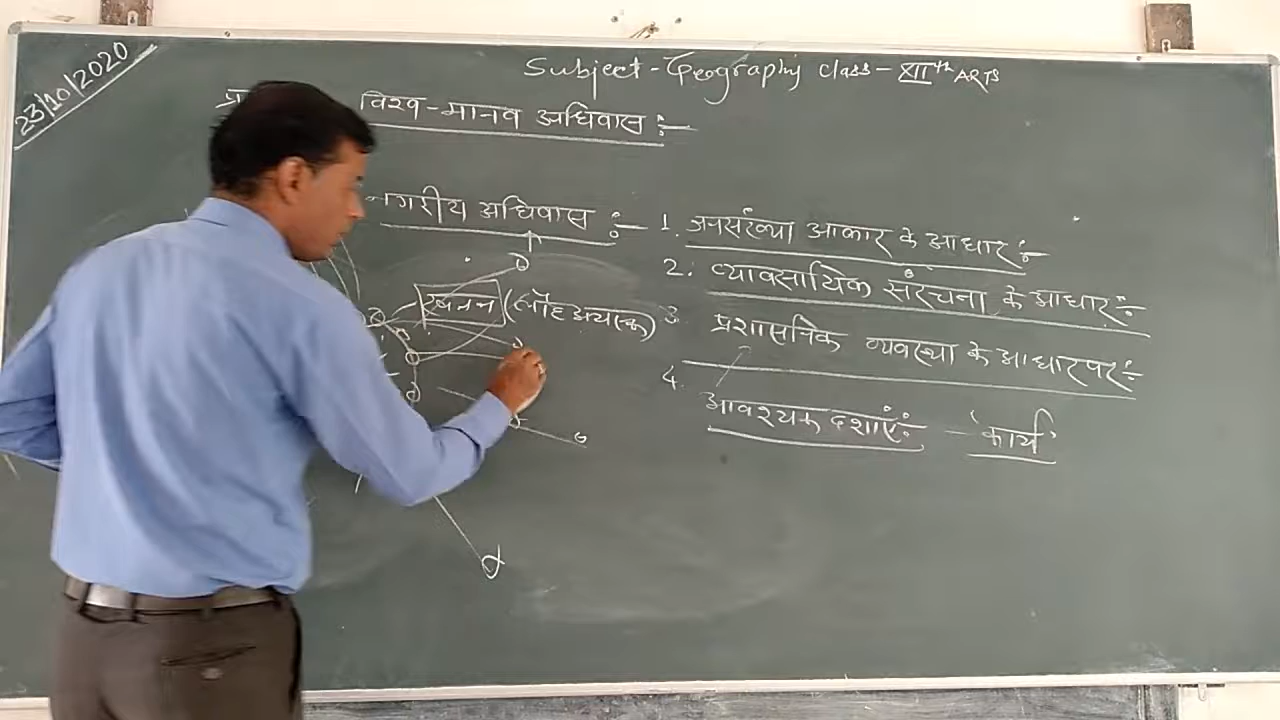 23/10/2020
Subject - Geography Class - XIIth ARTS
विश्व - मानव अधिवास :-
नगरीय अधिवास :- 1. जनसंख्या आकार के आधार :-
2. व्यावसायिक संरचना के आधार :-
खनन (लौह अयस्क)
3. प्रशासनिक व्यवस्था के आधार पर :-
4. आवश्यक दशाएं :- - 'कार्य'